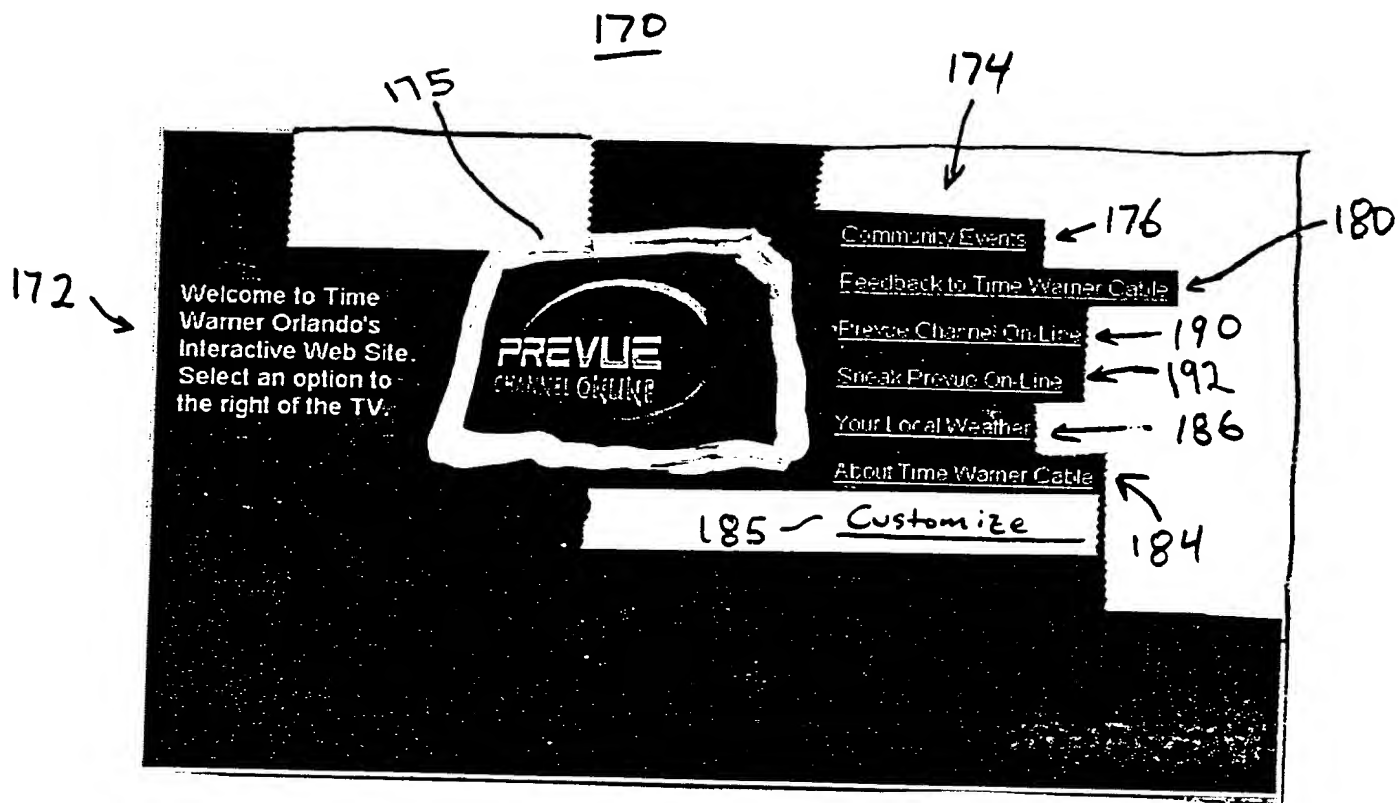 170
175
174
Community Events
176
180
Feedback to Time Warner Cable
172
Welcome to Time
Warner Orlando's
Interactive Web Site.
Select an option to
the right of the TV.
PREVUE
CHANNEL ONLINE
Prevue Channel On-Line
190
Sneak Prevue On-Line
192
Your Local Weather
186
About Time Warner Cable
184
185 Customize